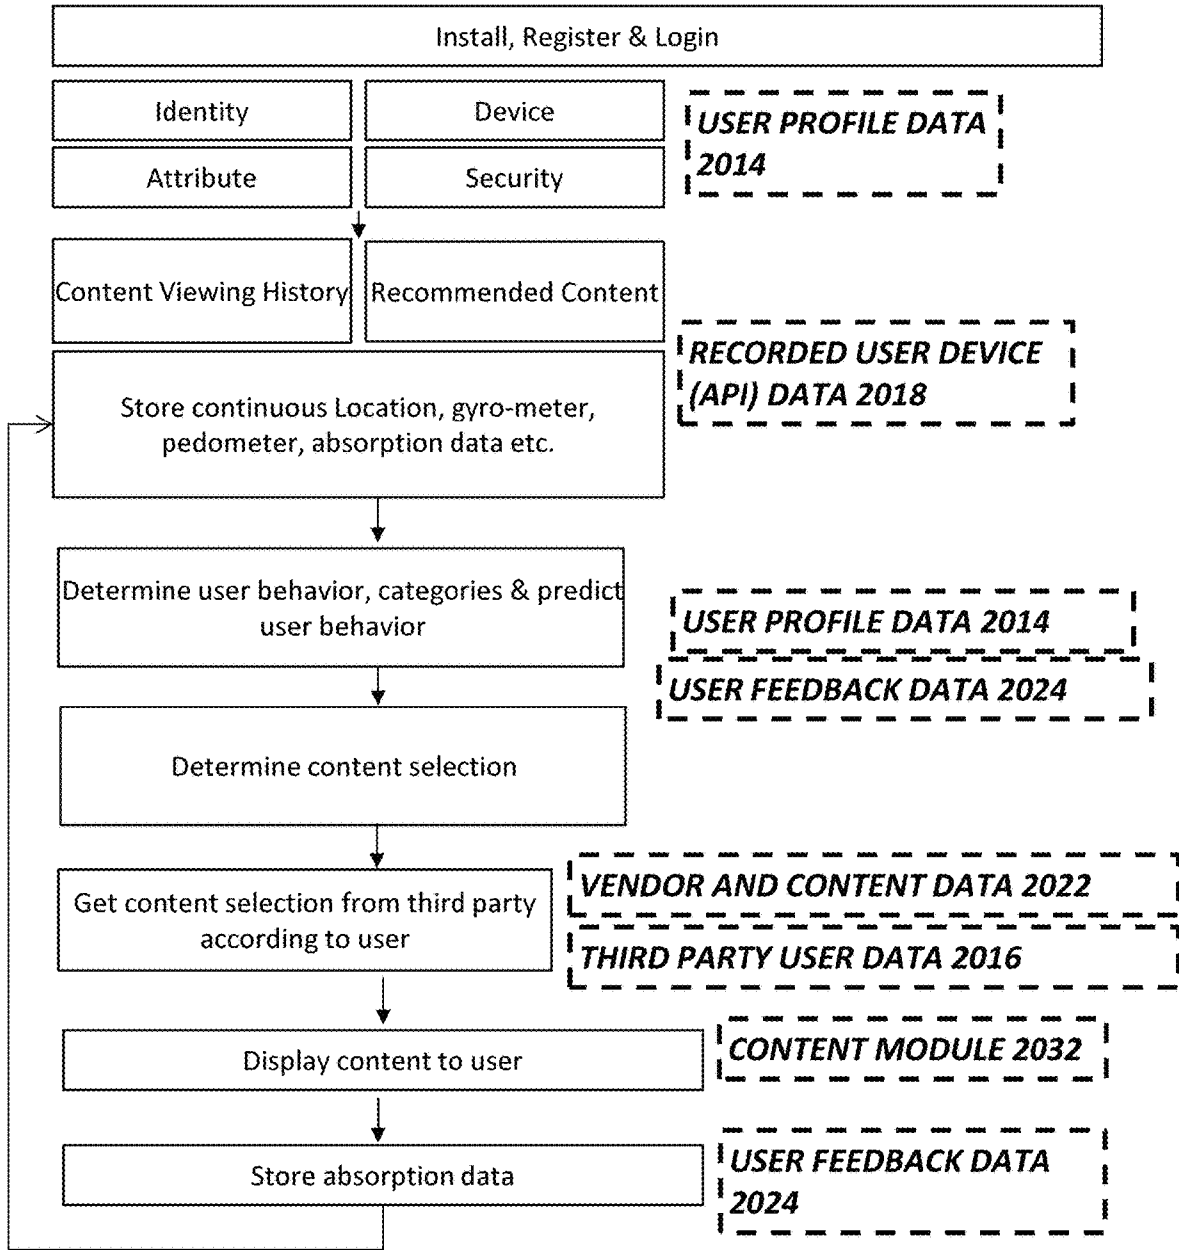 Install, Register & Login
Identity
Device
USER PROFILE DATA
2014
Attribute
Security
Content Viewing History
Recommended Content
RECORDED USER DEVICE
(API) DATA 2018
Store continuous Location, gyro-meter,
pedometer, absorption data etc.
Determine user behavior, categories & predict
user behavior
USER PROFILE DATA 2014
USER FEEDBACK DATA 2024
Determine content selection
Get content selection from third party
according to user
VENDOR AND CONTENT DATA 2022
THIRD PARTY USER DATA 2016
Display content to user
CONTENT MODULE 2032
Store absorption data
USER FEEDBACK DATA
2024